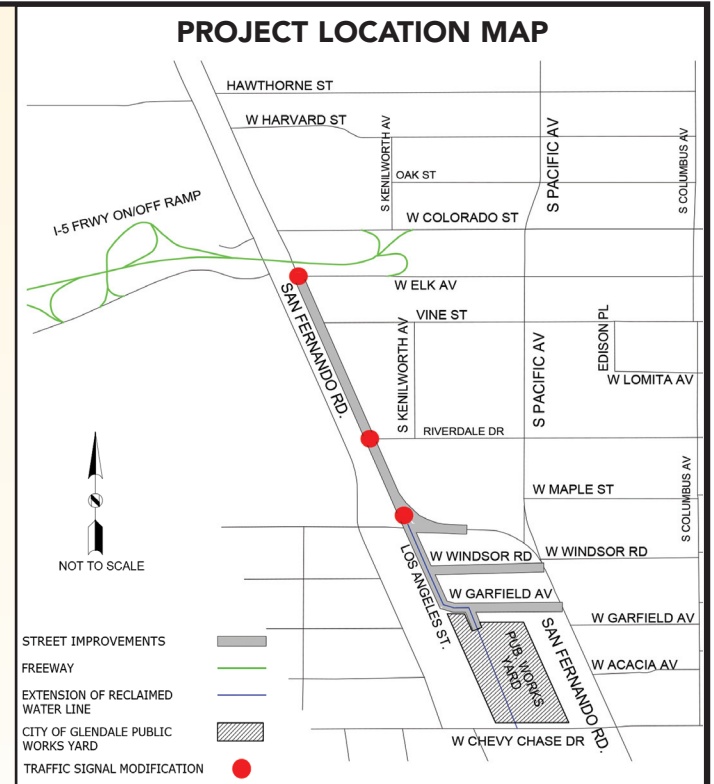 PROJECT LOCATION MAP
HAWTHORNE ST
W HARVARD ST
S KENILWORTH AV
OAK ST
S PACIFIC AV
S COLUMBUS AV
I-5 FRWY ON/OFF RAMP
W COLORADO ST
W ELK AV
SAN FERNANDO RD.
VINE ST
S KENILWORTH AV
S PACIFIC AV
EDISON PL
W LOMITA AV
RIVERDALE DR
W MAPLE ST
S COLUMBUS AV
NOT TO SCALE
W WINDSOR RD
W WINDSOR RD
LOS ANGELES ST.
W GARFIELD AV
W GARFIELD AV
SAN FERNANDO RD.
PUB. WORKS
YARD
W ACACIA AV
W CHEVY CHASE DR
STREET IMPROVEMENTS
FREEWAY
EXTENSION OF RECLAIMED
WATER LINE
CITY OF GLENDALE PUBLIC
WORKS YARD
TRAFFIC SIGNAL MODIFICATION